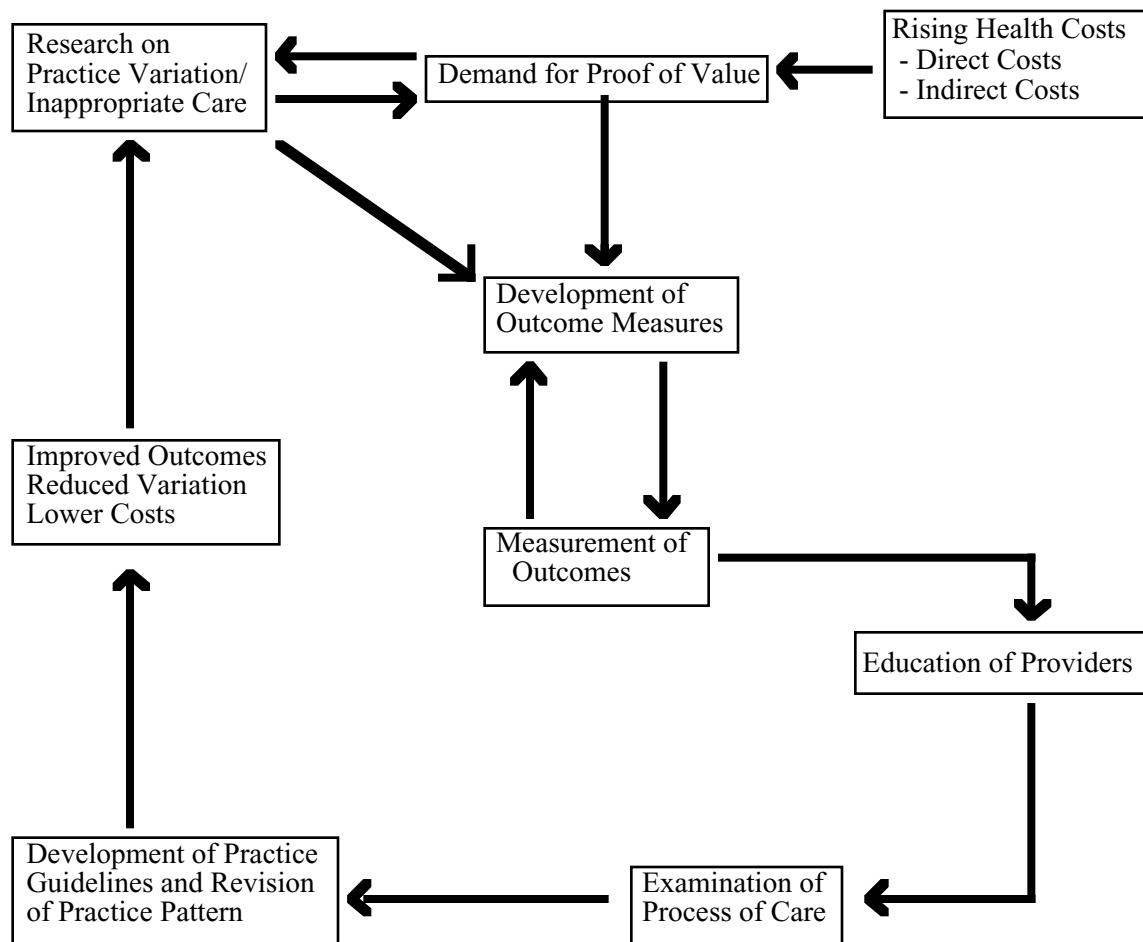 Research on
Practice Variation/
Inappropriate Care
Demand for Proof of Value
Rising Health Costs
- Direct Costs
- Indirect Costs
Development of
Outcome Measures
Improved Outcomes
Reduced Variation
Lower Costs
Measurement of
Outcomes
Education of Providers
Development of Practice
Guidelines and Revision
of Practice Pattern
Examination of
Process of Care